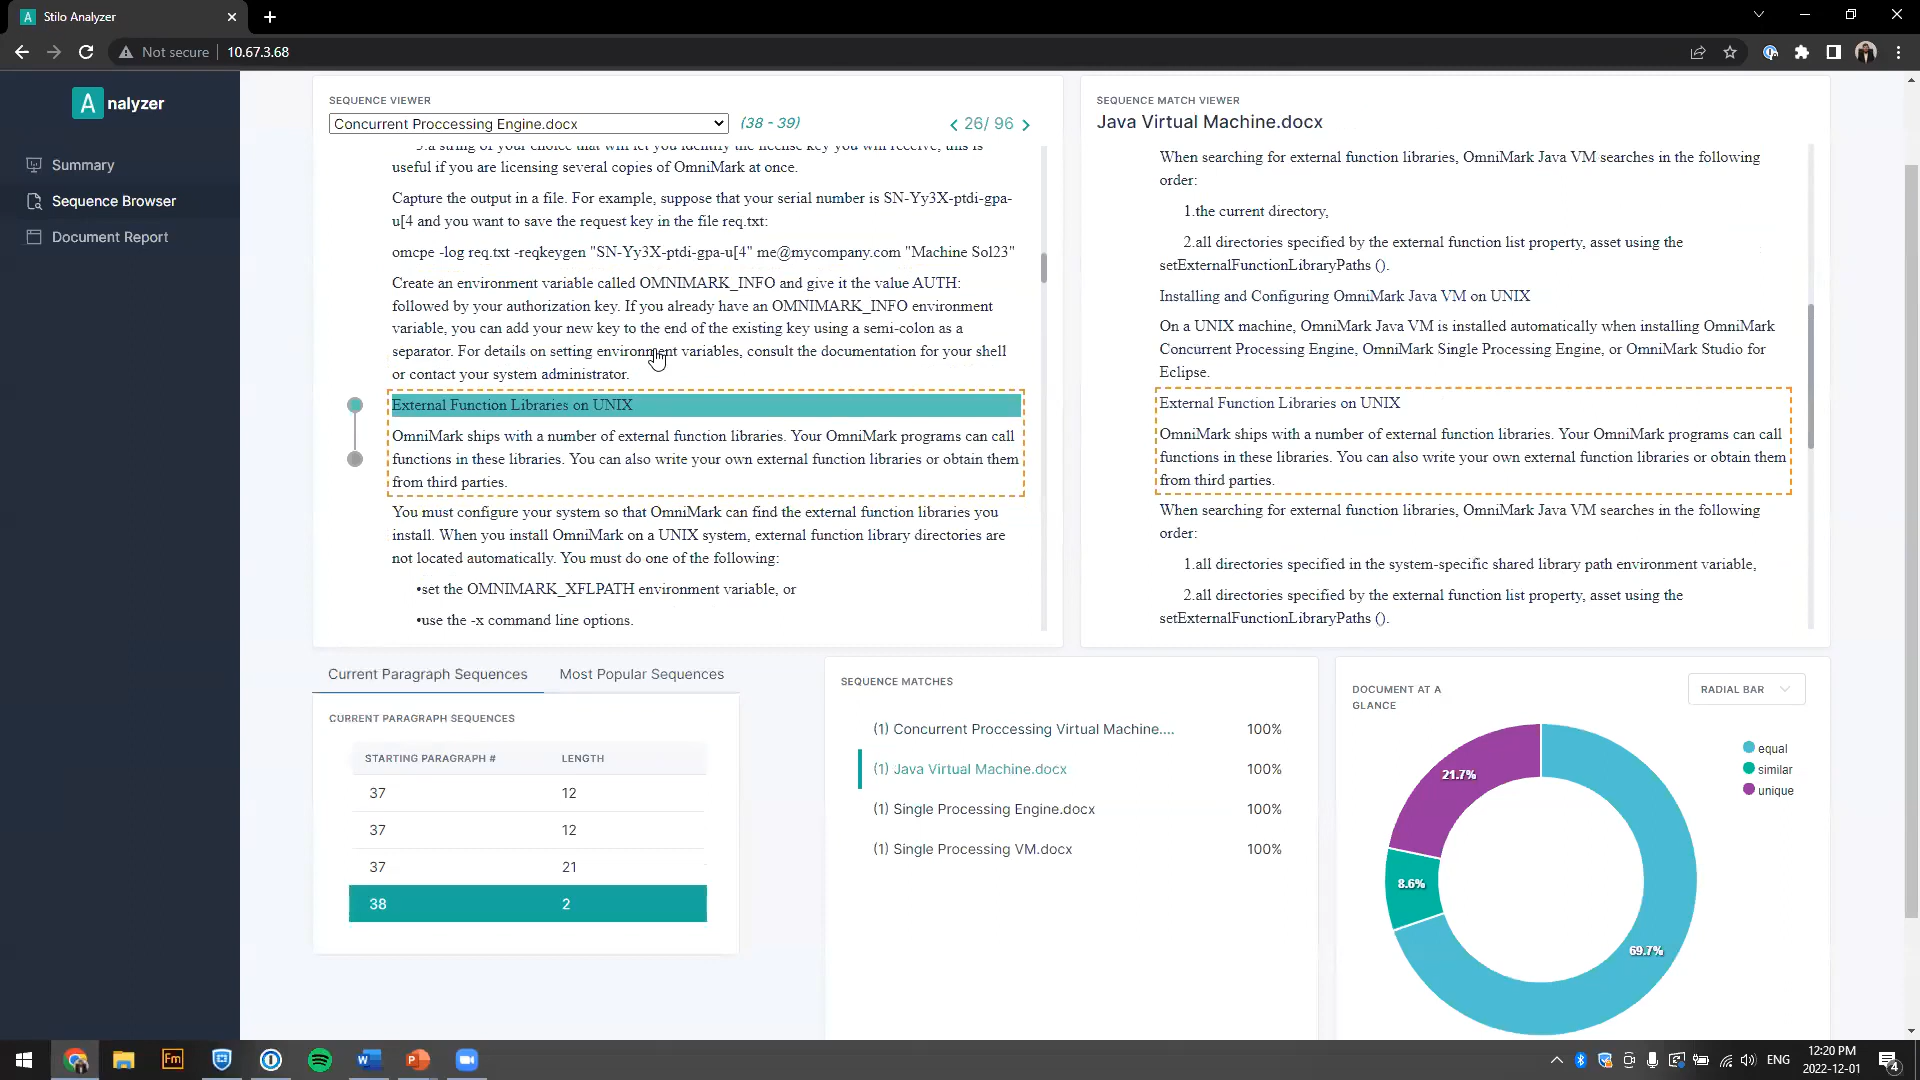 Stilo Analyzer
Not secure
10.67.3.68
A nalyzer
Summary
Sequence Browser
Document Report
SEQUENCE VIEWER
Concurrent Proccessing Engine.docx
(38 - 39)
26/ 96
useful if you are licensing several copies of OmniMark at once.
Capture the output in a file. For example, suppose that your serial number is SN-Yy3X-ptdi-gpa-
u[4 and you want to save the request key in the file req.txt:
omcpe -log req.txt -reqkeygen "SN-Yy3X-ptdi-gpa-u[4" me@mycompany.com "Machine Sol23"
Create an environment variable called OMNIMARK_INFO and give it the value AUTH:
followed by your authorization key. If you already have an OMNIMARK_INFO environment
variable, you can add your new key to the end of the existing key using a semi-colon as a
separator. For details on setting environment variables, consult the documentation for your shell
or contact your system administrator.
External Function Libraries on UNIX
OmniMark ships with a number of external function libraries. Your OmniMark programs can call
functions in these libraries. You can also write your own external function libraries or obtain them
from third parties.
You must configure your system so that OmniMark can find the external function libraries you
install. When you install OmniMark on a UNIX system, external function library directories are
not located automatically. You must do one of the following:
•set the OMNIMARK_XFLPATH environment variable, or
•use the -x command line options.
SEQUENCE MATCH VIEWER
Java Virtual Machine.docx
When searching for external function libraries, OmniMark Java VM searches in the following
order:
1.the current directory,
2.all directories specified by the external function list property, asset using the
setExternalFunctionLibraryPaths ().
Installing and Configuring OmniMark Java VM on UNIX
On a UNIX machine, OmniMark Java VM is installed automatically when installing OmniMark
Concurrent Processing Engine, OmniMark Single Processing Engine, or OmniMark Studio for
Eclipse.
External Function Libraries on UNIX
OmniMark ships with a number of external function libraries. Your OmniMark programs can call
functions in these libraries. You can also write your own external function libraries or obtain them
from third parties.
When searching for external function libraries, OmniMark Java VM searches in the following
order:
1.all directories specified in the system-specific shared library path environment variable,
2.all directories specified by the external function list property, asset using the
setExternalFunctionLibraryPaths ().
Current Paragraph Sequences
Most Popular Sequences
CURRENT PARAGRAPH SEQUENCES
STARTING PARAGRAPH # LENGTH
37 12
37 12
37 21
38 2
SEQUENCE MATCHES
(1) Concurrent Proccessing Virtual Machine.... 100%
(1) Java Virtual Machine.docx 100%
(1) Single Processing Engine.docx 100%
(1) Single Processing VM.docx 100%
DOCUMENT AT A
GLANCE
RADIAL BAR
equal
similar
unique
21.7%
8.6%
69.7%
Fm
ENG
12:20 PM
2022-12-01
4